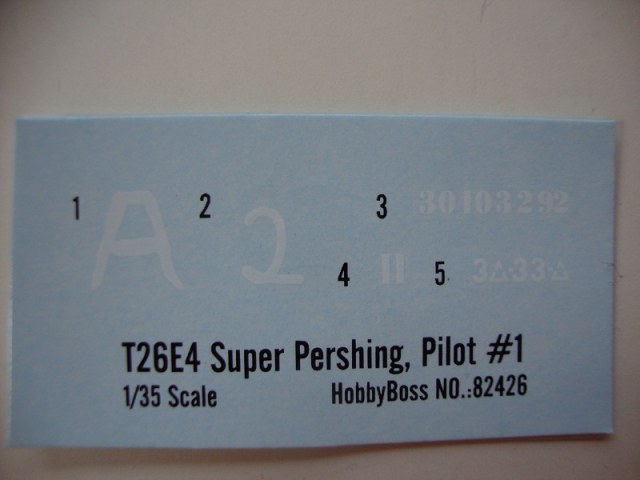 1 A 2 2 3 30103292
4 II 5 3△-33-△
T26E4 Super Pershing, Pilot #1
1/35 Scale HobbyBoss NO.:82426